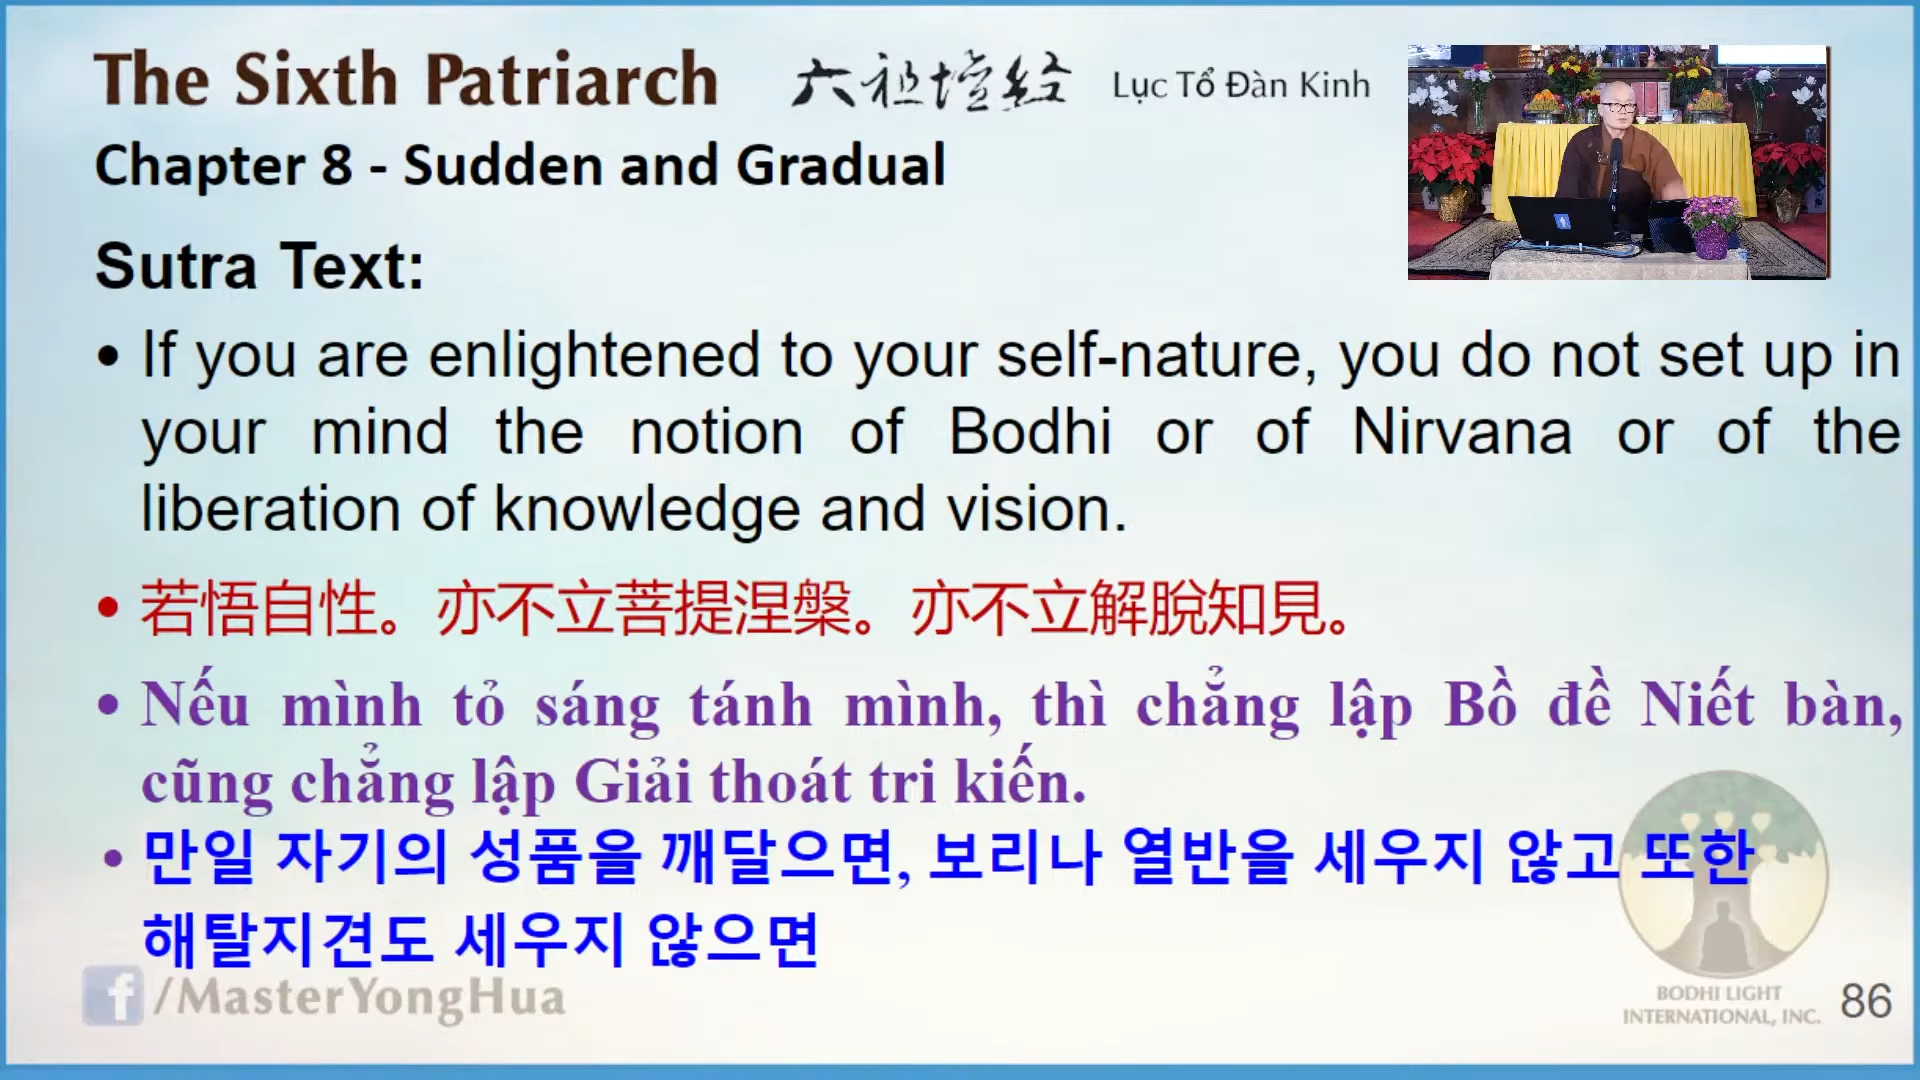 The Sixth Patriarch 六祖壇経 Lục Tổ Đàn Kinh
Chapter 8 - Sudden and Gradual
Sutra Text:
• If you are enlightened to your self-nature, you do not set up in
your mind the notion of Bodhi or of Nirvana or of the
liberation of knowledge and vision.
• 若悟自性。亦不立菩提涅槃。亦不立解脫知見。
• Nếu mình tỏ sáng tánh mình, thì chẳng lập Bồ đề Niết bàn,
cũng chẳng lập Giải thoát tri kiến.
• 만일 자기의 성품을 깨달으면, 보리나 열반을 세우지 않고 또한
해탈지견도 세우지 않으면
f/MasterYongHua
BODHI LIGHT
INTERNATIONAL, INC.
86